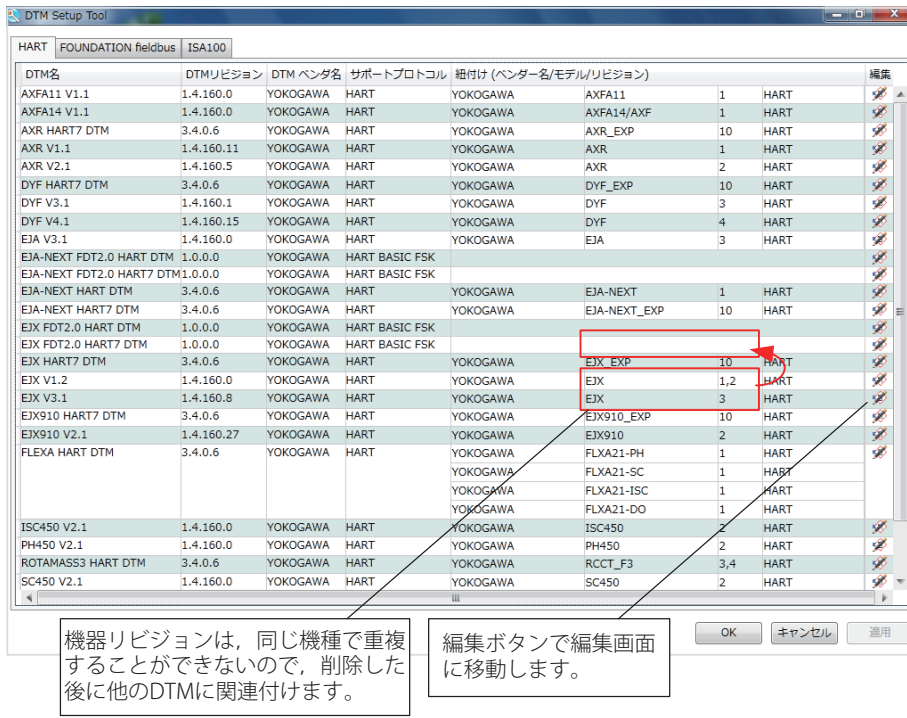 DTM Setup Tool
HART FOUNDATION fieldbus ISA100
DTM名 DTMリビジョン DTM ベンダ名 サポートプロトコル 紐付け (ベンダー名/モデル/リビジョン) 編集
AXFA11 V1.1 1.4.160.0 YOKOGAWA HART YOKOGAWA AXFA11 1 HART
AXFA14 V1.1 1.4.160.0 YOKOGAWA HART YOKOGAWA AXFA14/AXF 1 HART
AXR HART7 DTM 3.4.0.6 YOKOGAWA HART YOKOGAWA AXR_EXP 10 HART
AXR V1.1 1.4.160.11 YOKOGAWA HART YOKOGAWA AXR 1 HART
AXR V2.1 1.4.160.5 YOKOGAWA HART YOKOGAWA AXR 2 HART
DYF HART7 DTM 3.4.0.6 YOKOGAWA HART YOKOGAWA DYF_EXP 10 HART
DYF V3.1 1.4.160.1 YOKOGAWA HART YOKOGAWA DYF 3 HART
DYF V4.1 1.4.160.15 YOKOGAWA HART YOKOGAWA DYF 4 HART
EJA V3.1 1.4.160.0 YOKOGAWA HART YOKOGAWA EJA 3 HART
EJA-NEXT FDT2.0 HART DTM 1.0.0.0 YOKOGAWA HART BASIC FSK
EJA-NEXT FDT2.0 HART7 DTM 1.0.0.0 YOKOGAWA HART BASIC FSK
EJA-NEXT HART DTM 3.4.0.6 YOKOGAWA HART YOKOGAWA EJA-NEXT 1 HART
EJA-NEXT HART7 DTM 3.4.0.6 YOKOGAWA HART YOKOGAWA EJA-NEXT_EXP 10 HART
EJX FDT2.0 HART DTM 1.0.0.0 YOKOGAWA HART BASIC FSK
EJX FDT2.0 HART7 DTM 1.0.0.0 YOKOGAWA HART BASIC FSK
EJX HART7 DTM 3.4.0.6 YOKOGAWA HART YOKOGAWA EJX_EXP 10 HART
EJX V1.2 1.4.160.0 YOKOGAWA HART YOKOGAWA EJX 1,2 HART
EJX V3.1 1.4.160.8 YOKOGAWA HART YOKOGAWA EJX 3 HART
EJX910 HART7 DTM 3.4.0.6 YOKOGAWA HART YOKOGAWA EJX910_EXP 10 HART
EJX910 V2.1 1.4.160.27 YOKOGAWA HART YOKOGAWA EJX910 2 HART
FLEXA HART DTM 3.4.0.6 YOKOGAWA HART YOKOGAWA FLXA21-PH 1 HART
YOKOGAWA FLXA21-SC 1 HART
YOKOGAWA FLXA21-ISC 1 HART
YOKOGAWA FLXA21-DO 1 HART
ISC450 V2.1 1.4.160.0 YOKOGAWA HART YOKOGAWA ISC450 2 HART
PH450 V2.1 1.4.160.0 YOKOGAWA HART YOKOGAWA PH450 2 HART
ROTAMASS3 HART DTM 3.4.0.6 YOKOGAWA HART YOKOGAWA RCCT_F3 3,4 HART
SC450 V2.1 1.4.160.0 YOKOGAWA HART YOKOGAWA SC450 2 HART
OK キャンセル 適用
機器リビジョンは，同じ機種で重複
することができないので，削除した
後に他のDTMに関連付けます。
編集ボタンで編集画面
に移動します。